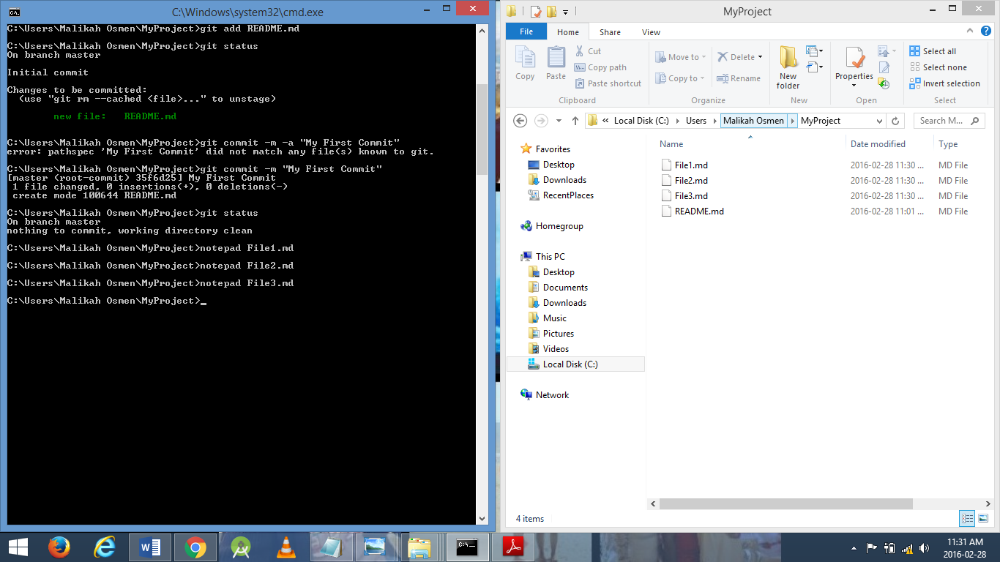 C:\Windows\system32\cmd.exe
C:\Users\Malikah Osmen\MyProject>git add README.md
C:\Users\Malikah Osmen\MyProject>git status
On branch master
Initial commit
Changes to be committed:
(use "git rm --cached <file>..." to unstage)
new file: README.md
C:\Users\Malikah Osmen\MyProject>git commit -m -a "My First Commit"
error: pathspec 'My First Commit' did not match any file(s) known to git.
C:\Users\Malikah Osmen\MyProject>git commit -m "My First Commit"
[master (root-commit) 35f6d25] My First Commit
1 file changed, 0 insertions(+), 0 deletions(-)
create mode 100644 README.md
C:\Users\Malikah Osmen\MyProject>git status
On branch master
nothing to commit, working directory clean
C:\Users\Malikah Osmen\MyProject>notepad File1.md
C:\Users\Malikah Osmen\MyProject>notepad File2.md
C:\Users\Malikah Osmen\MyProject>notepad File3.md
C:\Users\Malikah Osmen\MyProject>_
MyProject
File Home Share View
Copy
Paste
Cut
Copy path
Paste shortcut
Clipboard
Move to
Copy to
Delete
Rename
Organize
New folder
New
Properties
Open
Select all
Select none
Invert selection
Select
« Local Disk (C:) Users Malikah Osmen MyProject
Search M...
Favorites
Desktop
Downloads
RecentPlaces
Homegroup
This PC
Desktop
Documents
Downloads
Music
Pictures
Videos
Local Disk (C:)
Network
Name Date modified Type
File1.md 2016-02-28 11:30 ... MD File
File2.md 2016-02-28 11:30 ... MD File
File3.md 2016-02-28 11:30 ... MD File
README.md 2016-02-28 11:01 ... MD File
4 items
11:31 AM
2016-02-28